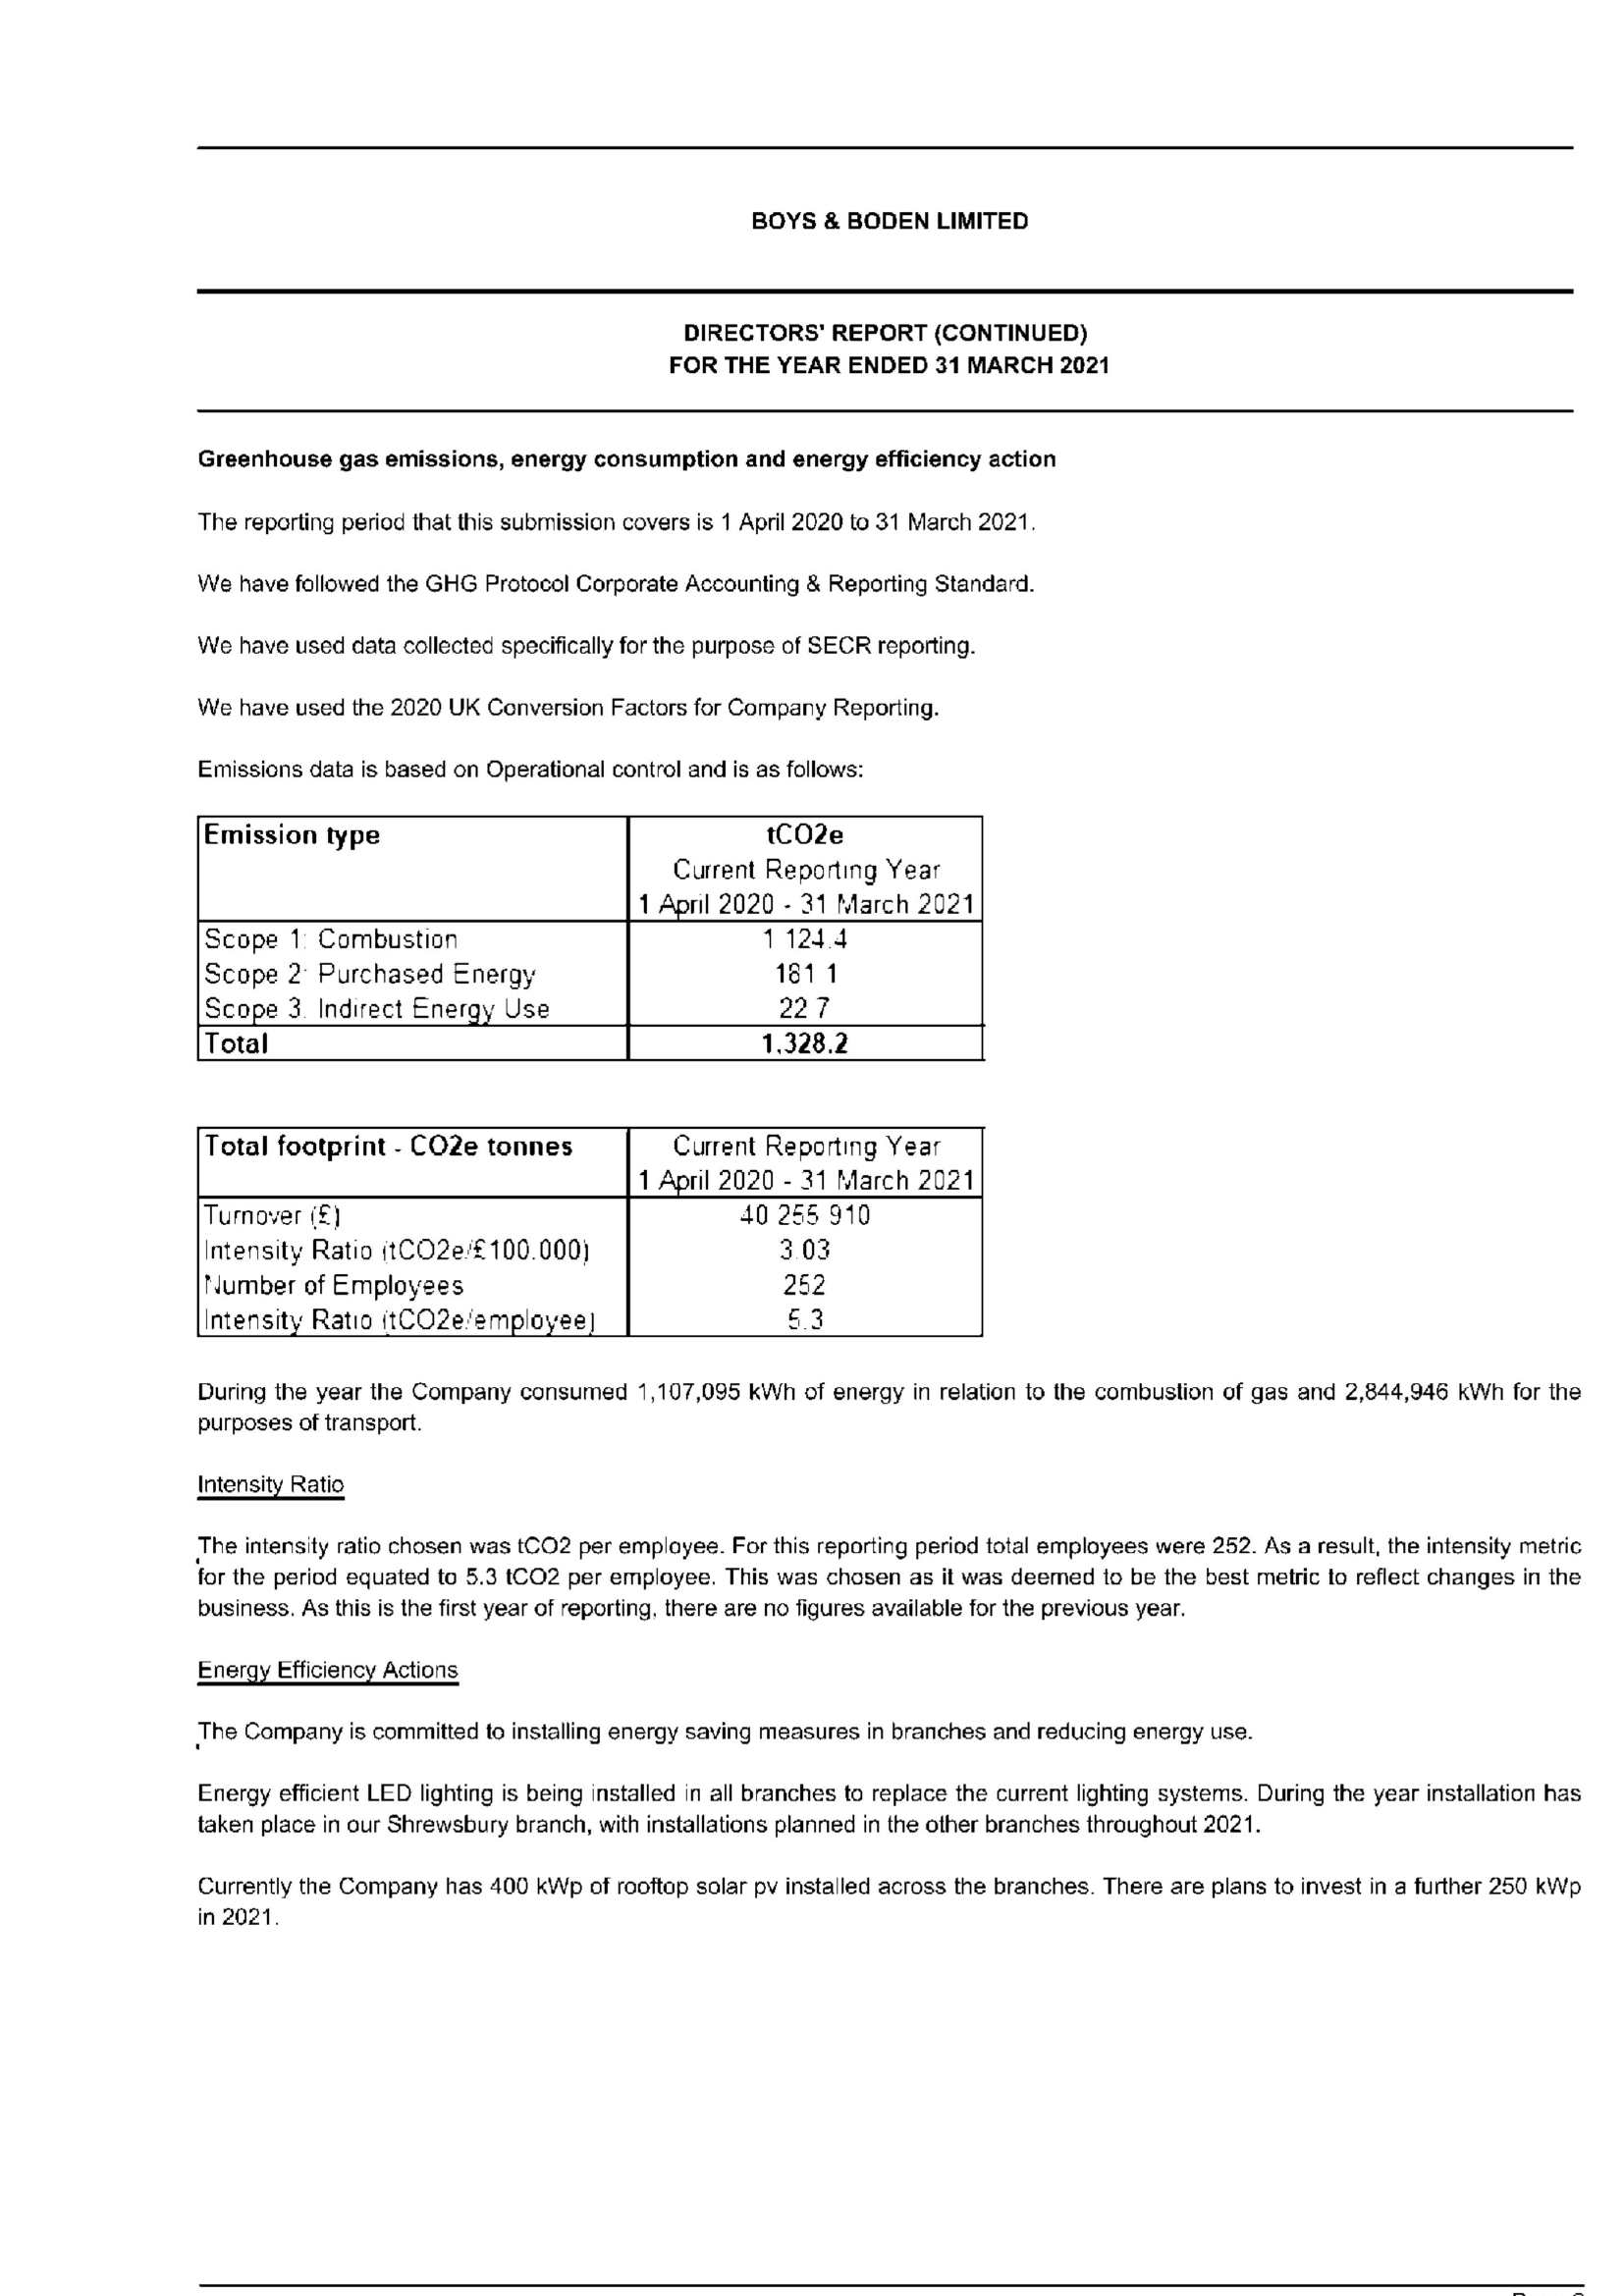 BOYS & BODEN LIMITED
DIRECTORS' REPORT (CONTINUED)
FOR THE YEAR ENDED 31 MARCH 2021
Greenhouse gas emissions, energy consumption and energy efficiency action
The reporting period that this submission covers is 1 April 2020 to 31 March 2021.
We have followed the GHG Protocol Corporate Accounting & Reporting Standard.
We have used data collected specifically for the purpose of SECR reporting.
We have used the 2020 UK Conversion Factors for Company Reporting.
Emissions data is based on Operational control and is as follows:
Emission type tCO2e
Current Reporting Year
1 April 2020 - 31 March 2021
Scope 1: Combustion 1 124.4
Scope 2: Purchased Energy 181 1
Scope 3. Indirect Energy Use 22 7
Total 1.328.2
Total footprint - CO2e tonnes Current Reporting Year
1 April 2020 - 31 March 2021
Turnover (£) 40 255 910
Intensity Ratio (tCO2e/£100.000) 3.03
Number of Employees 252
Intensity Ratio (tCO2e/employee) 5.3
During the year the Company consumed 1,107,095 kWh of energy in relation to the combustion of gas and 2,844,946 kWh for the
purposes of transport.
Intensity Ratio
The intensity ratio chosen was tCO2 per employee. For this reporting period total employees were 252. As a result, the intensity metric
for the period equated to 5.3 tCO2 per employee. This was chosen as it was deemed to be the best metric to reflect changes in the
business. As this is the first year of reporting, there are no figures available for the previous year.
Energy Efficiency Actions
The Company is committed to installing energy saving measures in branches and reducing energy use.
Energy efficient LED lighting is being installed in all branches to replace the current lighting systems. During the year installation has
taken place in our Shrewsbury branch, with installations planned in the other branches throughout 2021.
Currently the Company has 400 kWp of rooftop solar pv installed across the branches. There are plans to invest in a further 250 kWp
in 2021.